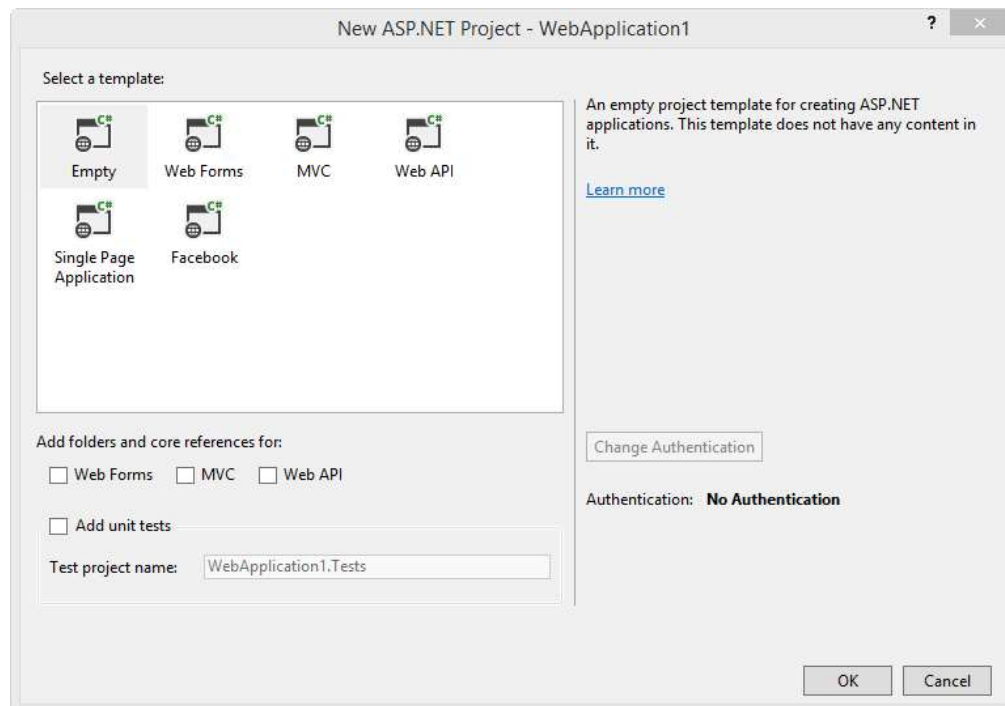 New ASP.NET Project - WebApplication1
?
Select a template:
C# C# C# C#
Empty Web Forms MVC Web API
C# C#
Single Page
Application
Facebook
An empty project template for creating ASP.NET
applications. This template does not have any content in
it.
Learn more
Add folders and core references for:
Web Forms MVC Web API
Add unit tests
Test project name: WebApplication1.Tests
Change Authentication
Authentication: No Authentication
OK Cancel